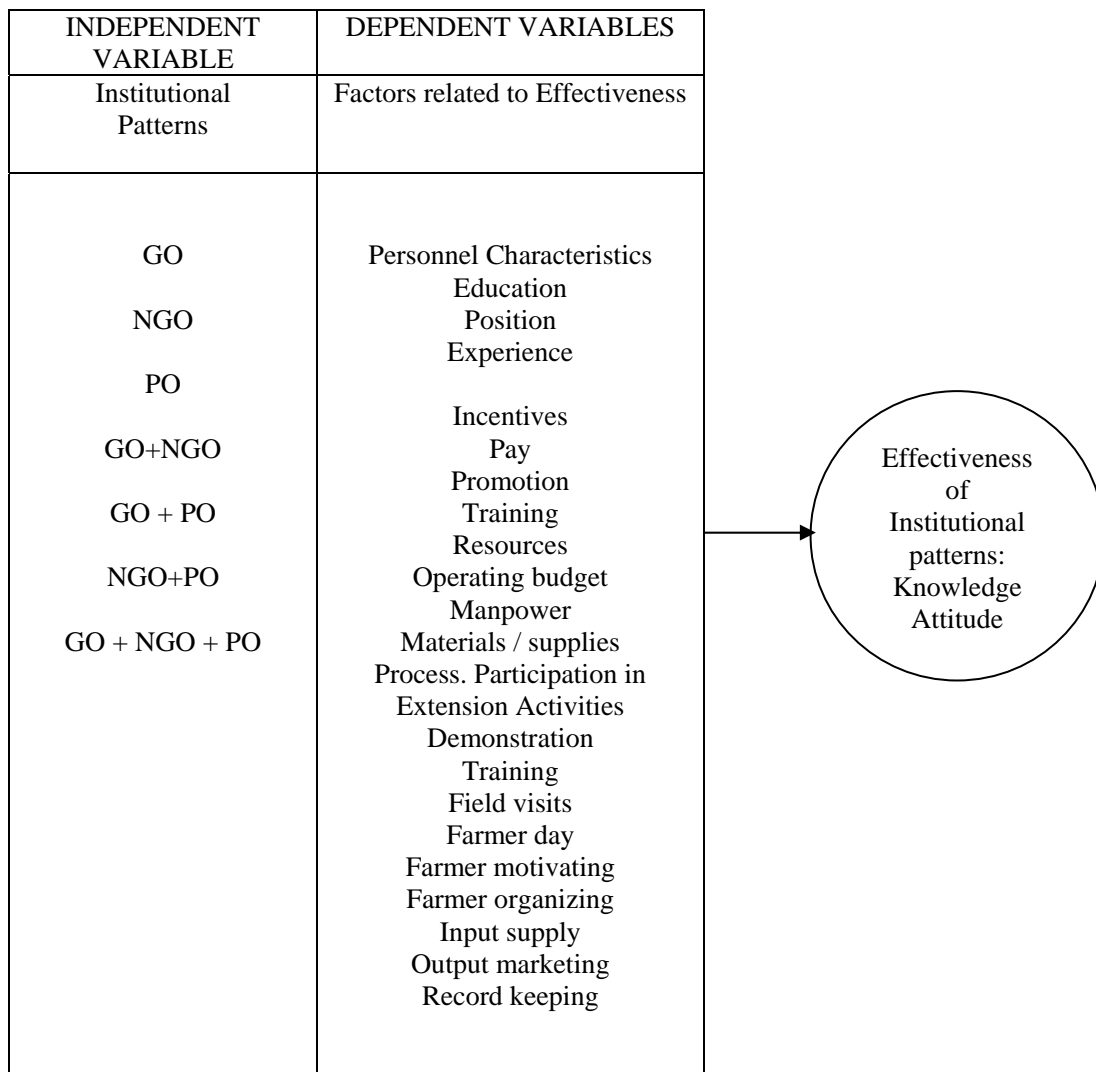 INDEPENDENT
VARIABLE
DEPENDENT VARIABLES
Institutional
Patterns
Factors related to Effectiveness
GO
NGO
PO
GO+NGO
GO + PO
NGO+PO
GO + NGO + PO
Personnel Characteristics
Education
Position
Experience
Incentives
Pay
Promotion
Training
Resources
Operating budget
Manpower
Materials / supplies
Process. Participation in
Extension Activities
Demonstration
Training
Field visits
Farmer day
Farmer motivating
Farmer organizing
Input supply
Output marketing
Record keeping
Effectiveness
of
Institutional
patterns:
Knowledge
Attitude